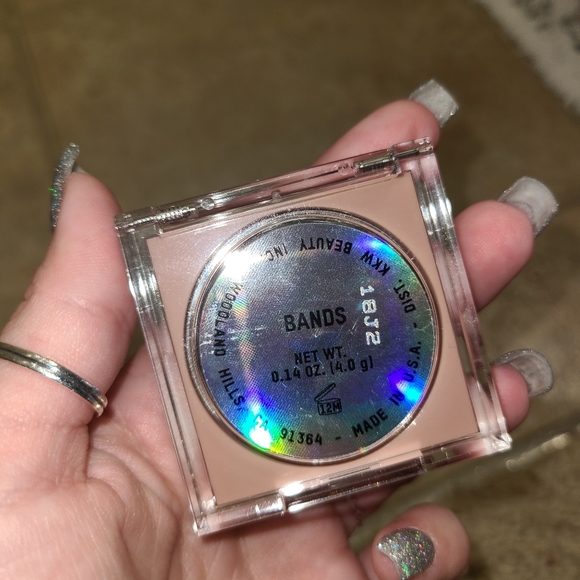 BANDS
NET WT.
0.14 OZ. (4.0 g)
12M
18J2
DIST. KKW BEAUTY INC.
WOODLAND HILLS, CA 91364 - MADE IN U.S.A. -